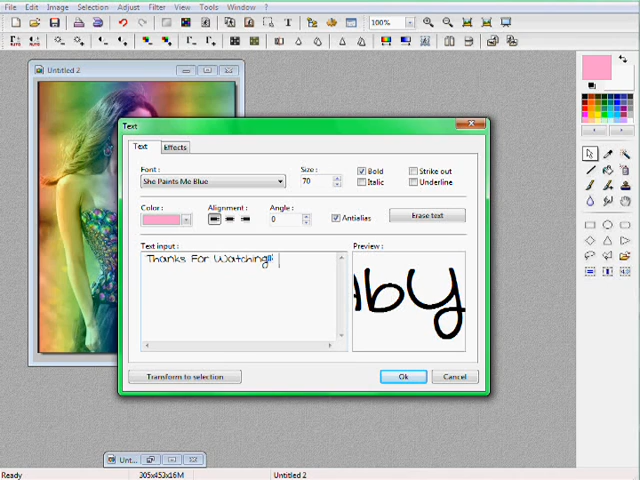 File Edit Image Selection Adjust Filter View Tools Window Help
100%
Untitled 2
Text
Text Effects
Font :
Size :
She Paints Me Blue
70
Bold
Strike out
Italic
Underline
Color :
Alignment :
Angle :
0
Antialias
Erase text
Text input :
Preview :
Thanks For Watching
aby
Transform to selection
Ok
Cancel
Unt...
Ready
305x453x16M
Untitled 2